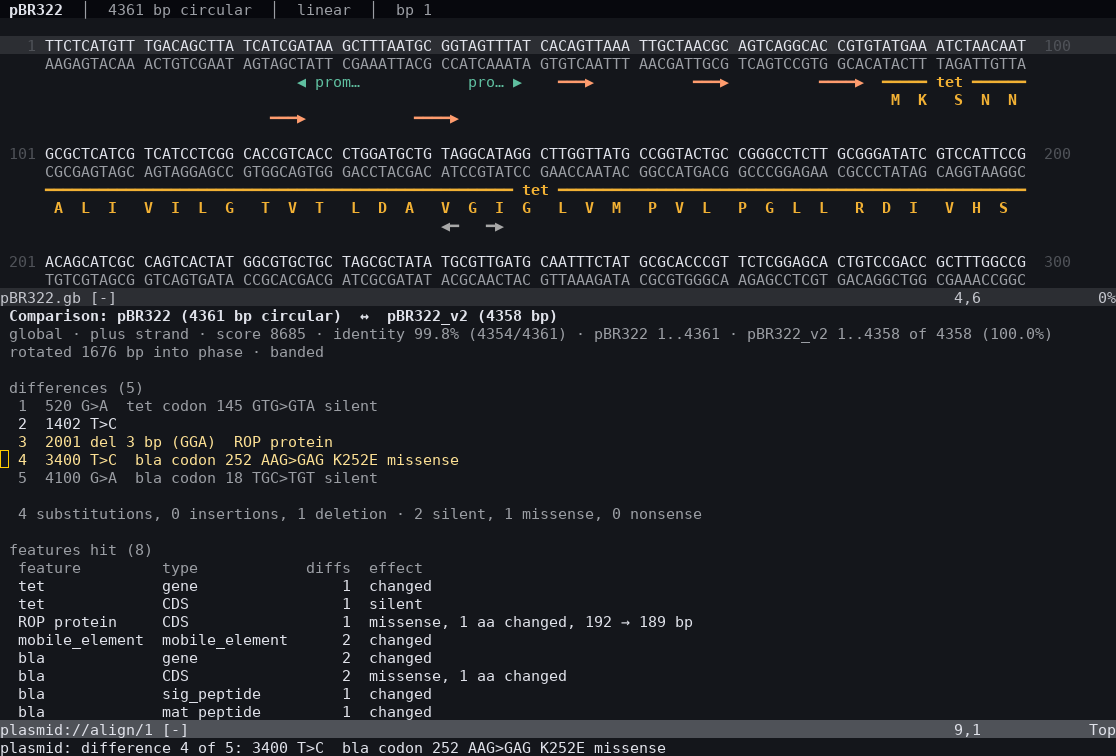 pBR322 │ 4361 bp circular │ linear │ bp 1
1 TTCTCATGTT TGACAGCTTA TCATCGATAA GCTTTAATGC GGTAGTTTAT CACAGTTAAA TTGCTAACGC AGTCAGGCAC CGTGTATGAA ATCTAACAAT 100
AAGAGTACAA ACTGTCGAAT AGTAGCTATT CGAAATTACG CCATCAAATA GTGTCAATTT AACGATTGCG TCAGTCCGTG GCACATACTT TAGATTGTTA
◀ prom… pro… ▶ tet
M K S N N
101 GCGCTCATCG TCATCCTCGG CACCGTCACC CTGGATGCTG TAGGCATAGG CTTGGTTATG CCGGTACTGC CGGGCCTCTT GCGGGATATC GTCCATTCCG 200
CGCGAGTAGC AGTAGGAGCC GTGGCAGTGG GACCTACGAC ATCCGTATCC GAACCAATAC GGCCATGACG GCCCGGAGAA CGCCCTATAG CAGGTAAGGC
tet
A L I V I L G T V T L D A V G I G L V M P V L P G L L R D I V H S
201 ACAGCATCGC CAGTCACTAT GGCGTGCTGC TAGCGCTATA TGCGTTGATG CAATTTCTAT GCGCACCCGT TCTCGGAGCA CTGTCCGACC GCTTTGGCCG 300
TGTCGTAGCG GTCAGTGATA CCGCACGACG ATCGCGATAT ACGCAACTAC GTTAAAGATA CGCGTGGGCA AGAGCCTCGT GACAGGCTGG CGAAACCGGC
pBR322.gb [-] 4,6 0%
Comparison: pBR322 (4361 bp circular) ↔ pBR322_v2 (4358 bp)
global · plus strand · score 8685 · identity 99.8% (4354/4361) · pBR322 1..4361 · pBR322_v2 1..4358 of 4358 (100.0%)
rotated 1676 bp into phase · banded
differences (5)
1 520 G>A tet codon 145 GTG>GTA silent
2 1402 T>C
3 2001 del 3 bp (GGA) ROP protein
4 3400 T>C bla codon 252 AAG>GAG K252E missense
5 4100 G>A bla codon 18 TGC>TGT silent
4 substitutions, 0 insertions, 1 deletion · 2 silent, 1 missense, 0 nonsense
features hit (8)
feature type diffs effect
tet gene 1 changed
tet CDS 1 silent
ROP protein CDS 1 missense, 1 aa changed, 192 → 189 bp
mobile_element mobile_element 2 changed
bla gene 2 changed
bla CDS 2 missense, 1 aa changed
bla sig_peptide 1 changed
bla mat_peptide 1 changed
plasmid://align/1 [-] 9,1 Top
plasmid: difference 4 of 5: 3400 T>C bla codon 252 AAG>GAG K252E missense